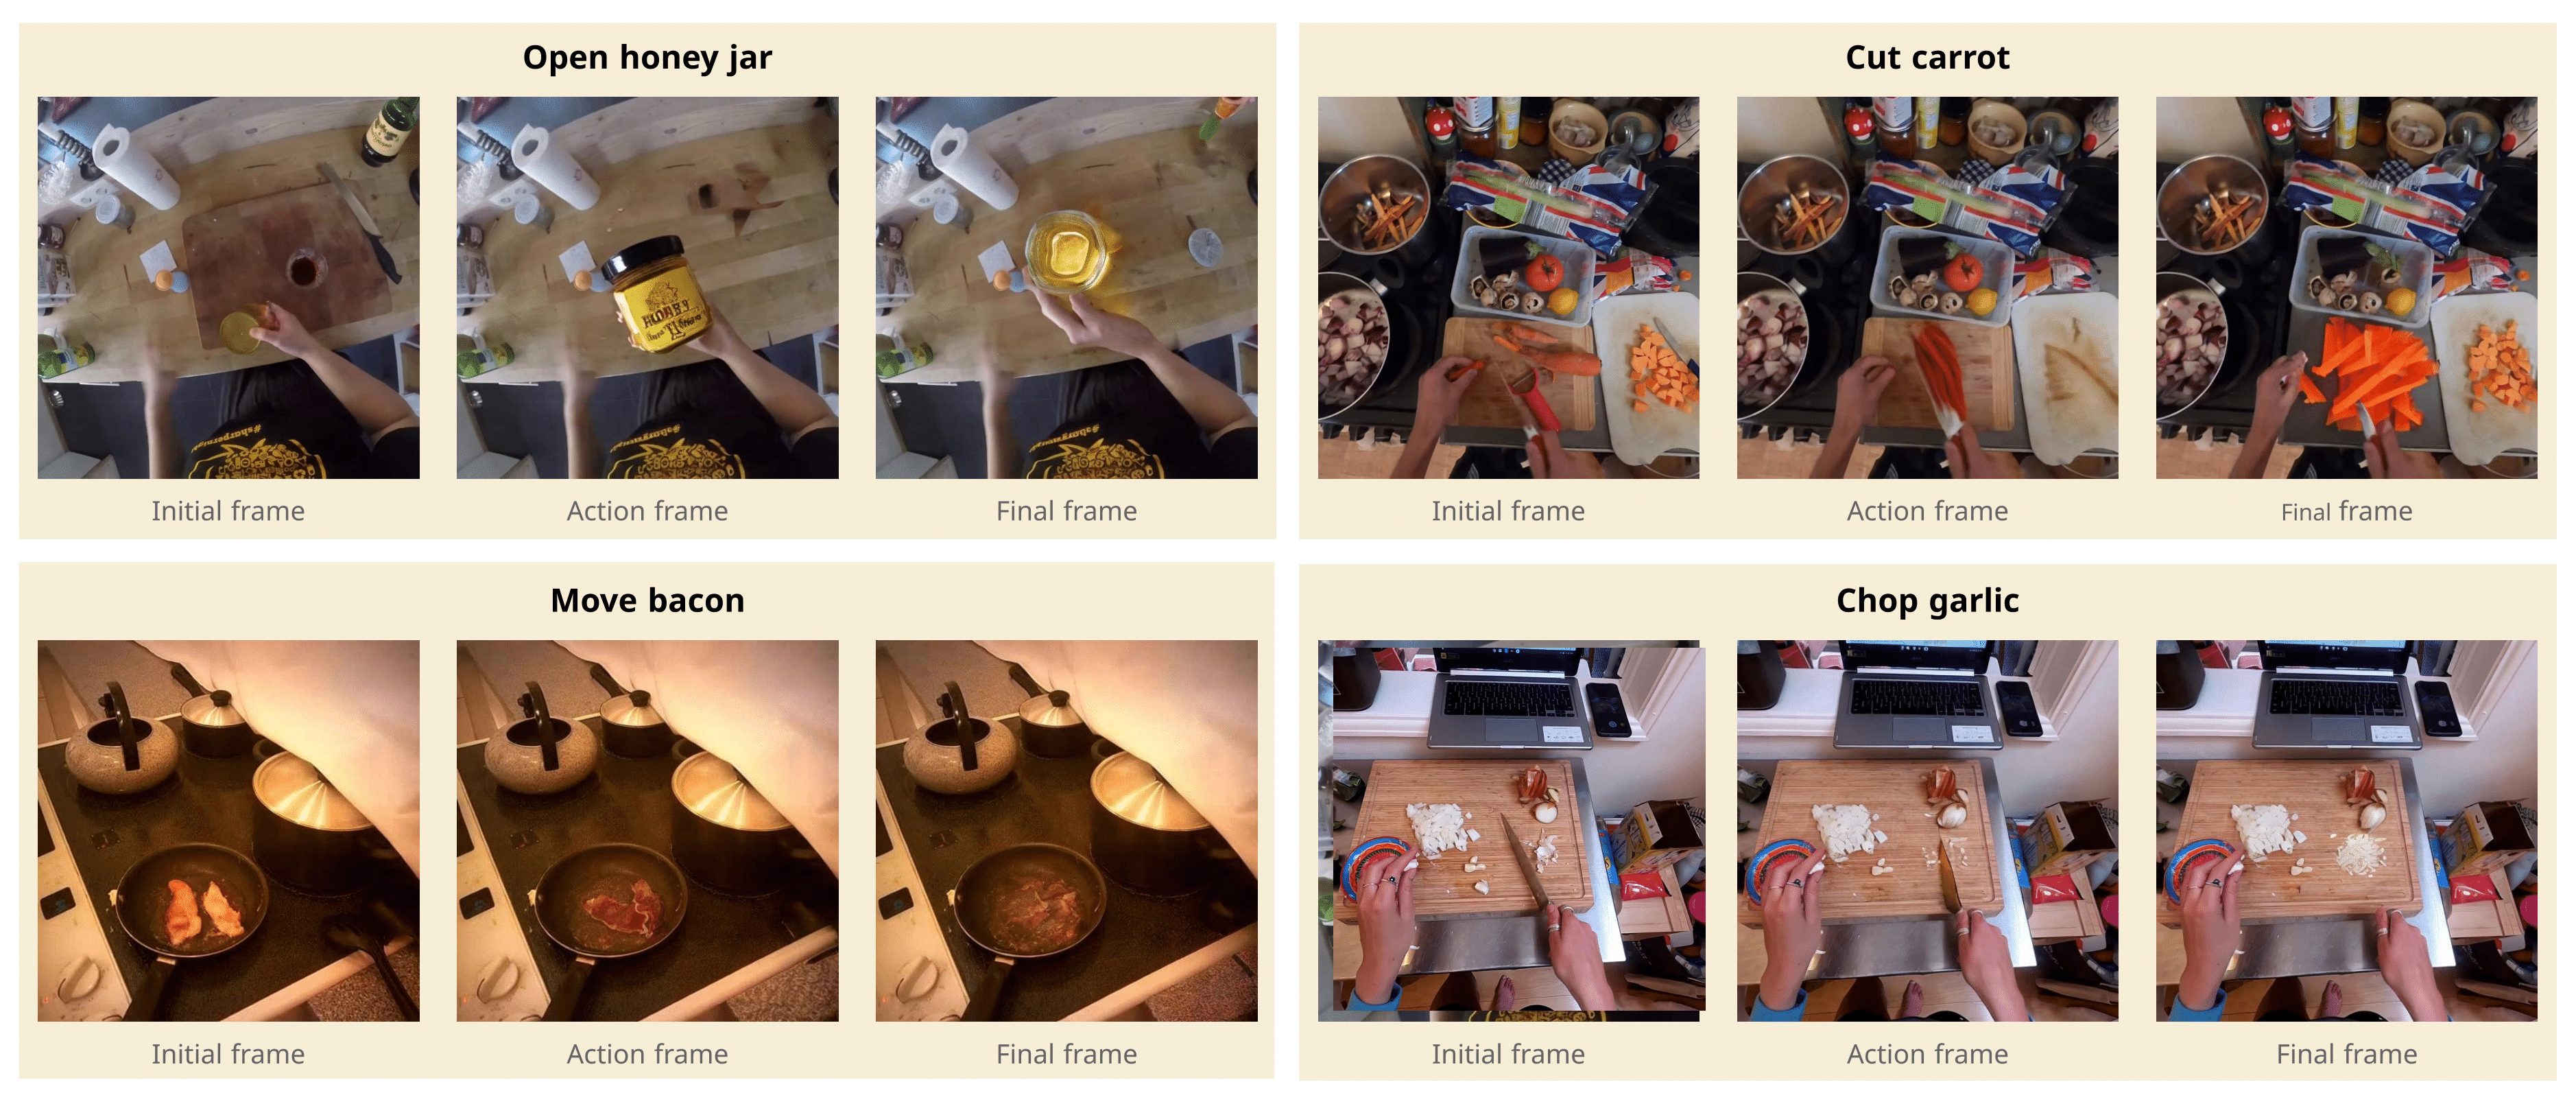 Open honey jar
Initial frame
Action frame
Final frame
Cut carrot
Initial frame
Action frame
Final frame
Move bacon
Initial frame
Action frame
Final frame
Chop garlic
Initial frame
Action frame
Final frame